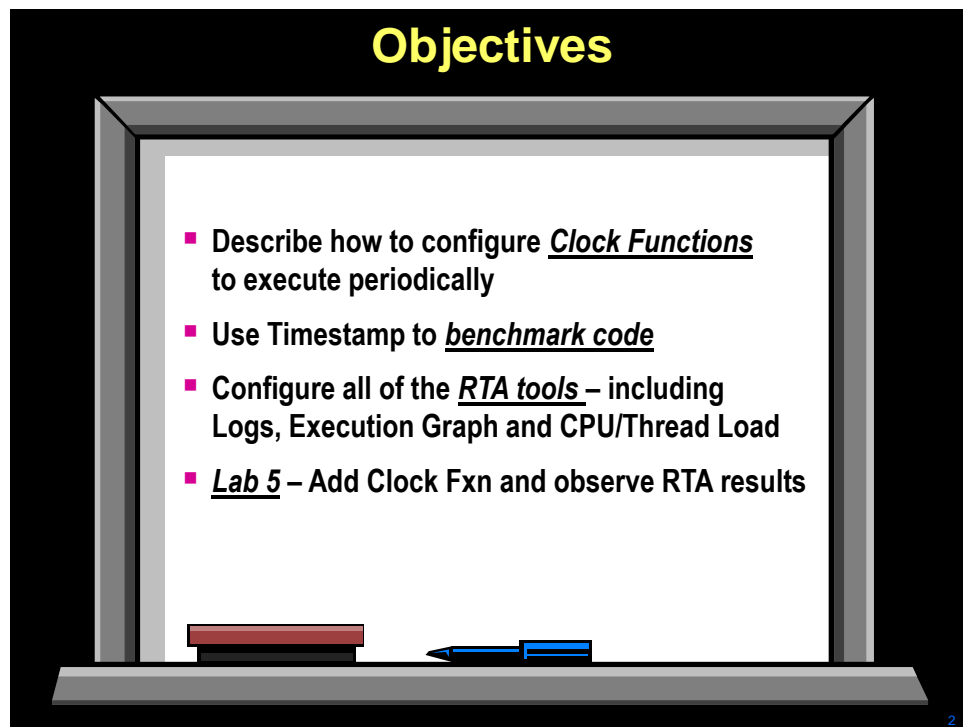 Objectives
▪ Describe how to configure Clock Functions
to execute periodically
▪ Use Timestamp to benchmark code
▪ Configure all of the RTA tools – including
Logs, Execution Graph and CPU/Thread Load
▪ Lab 5 – Add Clock Fxn and observe RTA results
2